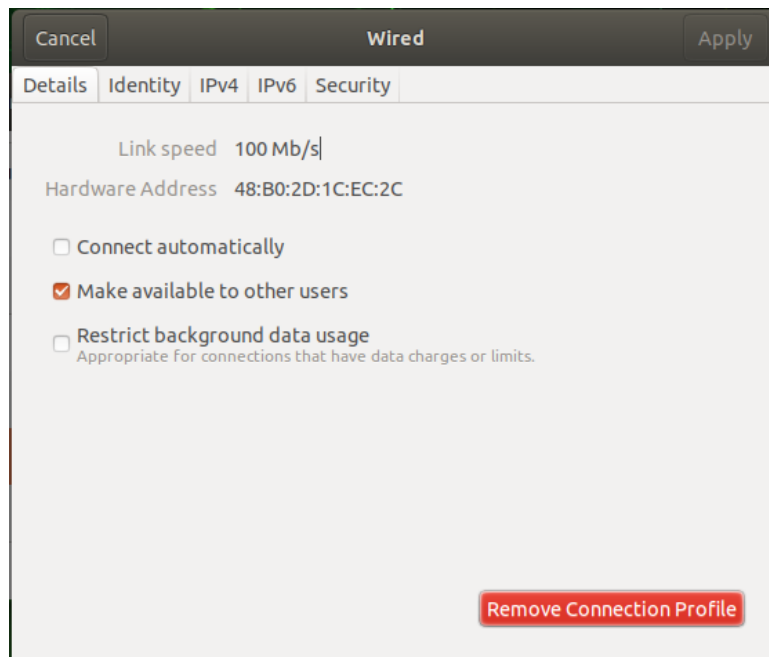 Cancel Wired Apply
Details Identity IPv4 IPv6 Security
Link speed 100 Mb/s
Hardware Address 48:B0:2D:1C:EC:2C
Connect automatically
Make available to other users
Restrict background data usage
Appropriate for connections that have data charges or limits.
Remove Connection Profile